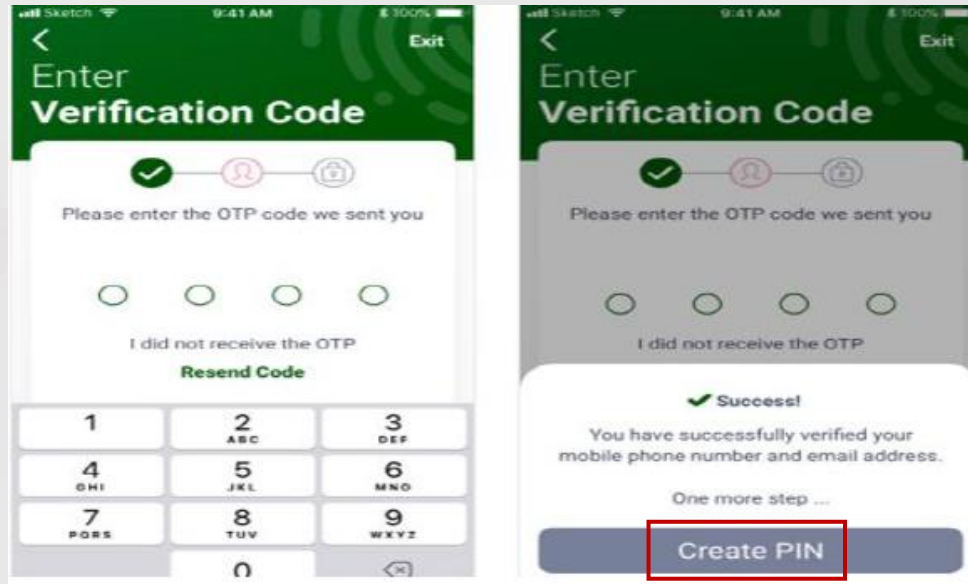 Sketch 9:41 AM 100%
Exit
Enter
Verification Code
Please enter the OTP code we sent you
I did not receive the OTP
Resend Code
1 2 ABC 3 DEF
4 GHI 5 JKL 6 MNO
7 PQRS 8 TUV 9 WXYZ
0
Sketch 9:41 AM 100%
Exit
Enter
Verification Code
Please enter the OTP code we sent you
I did not receive the OTP
Success!
You have successfully verified your
mobile phone number and email address.
One more step ...
Create PIN